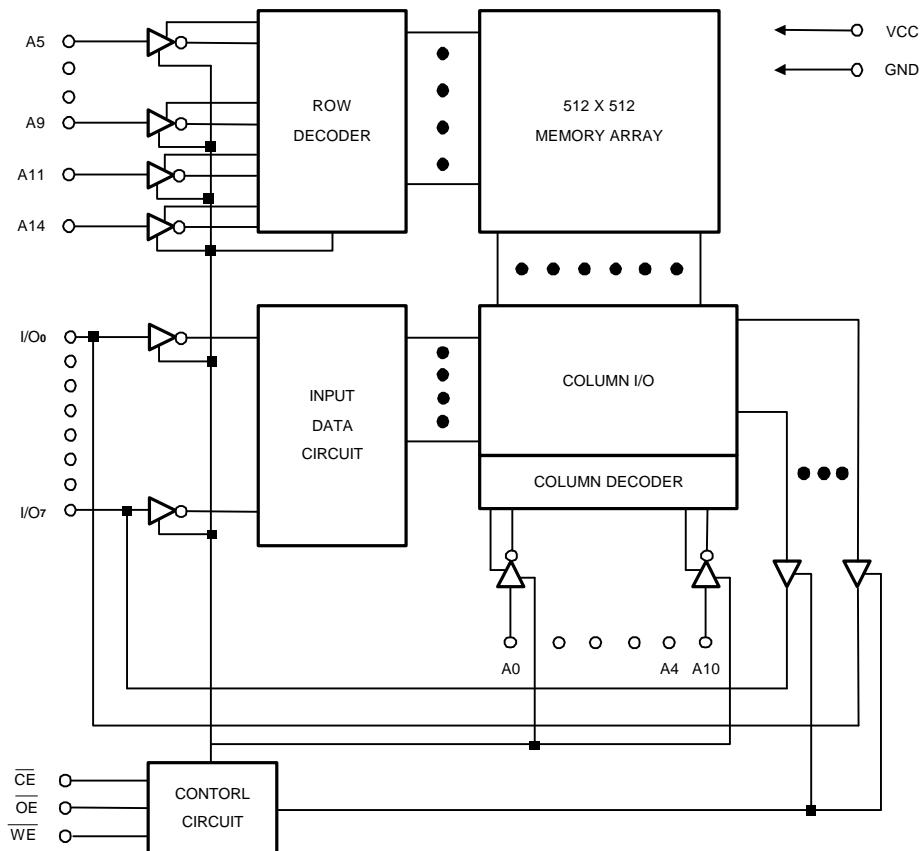 A5
A9
A11
A14
ROW
DECODER
512 X 512
MEMORY ARRAY
VCC
GND
I/O0
I/O7
INPUT
DATA
CIRCUIT
COLUMN I/O
COLUMN DECODER
A0
A4
A10
CE
OE
WE
CONTORL
CIRCUIT